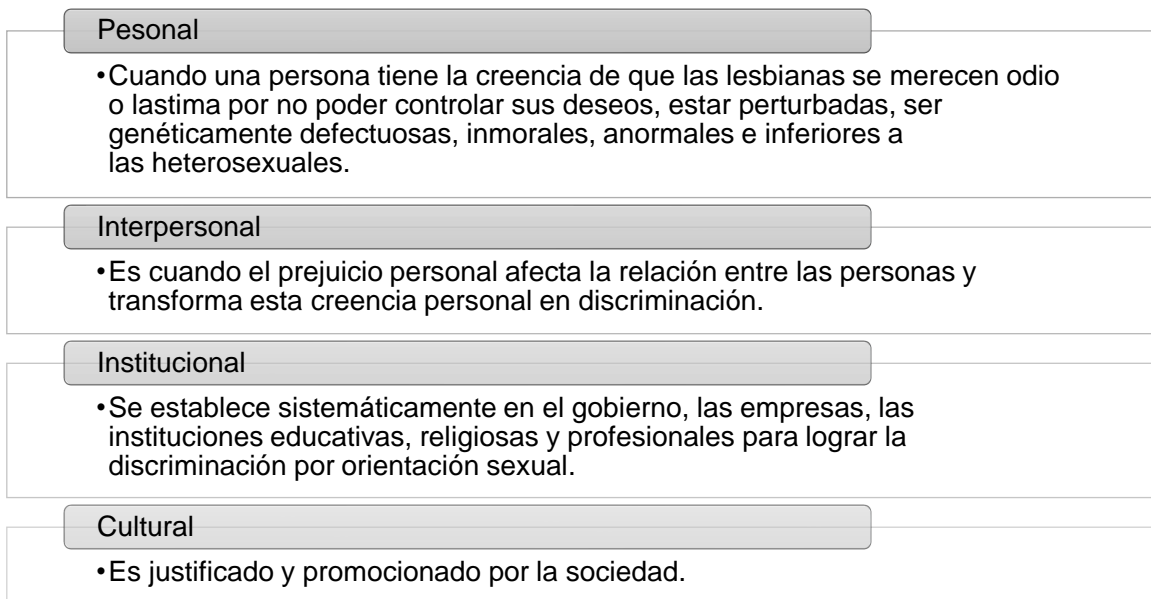 Pesonal
•Cuando una persona tiene la creencia de que las lesbianas se merecen odio
o lastima por no poder controlar sus deseos, estar perturbadas, ser
genéticamente defectuosas, inmorales, anormales e inferiores a
las heterosexuales.
Interpersonal
•Es cuando el prejuicio personal afecta la relación entre las personas y
transforma esta creencia personal en discriminación.
Institucional
•Se establece sistemáticamente en el gobierno, las empresas, las
instituciones educativas, religiosas y profesionales para lograr la
discriminación por orientación sexual.
Cultural
•Es justificado y promocionado por la sociedad.